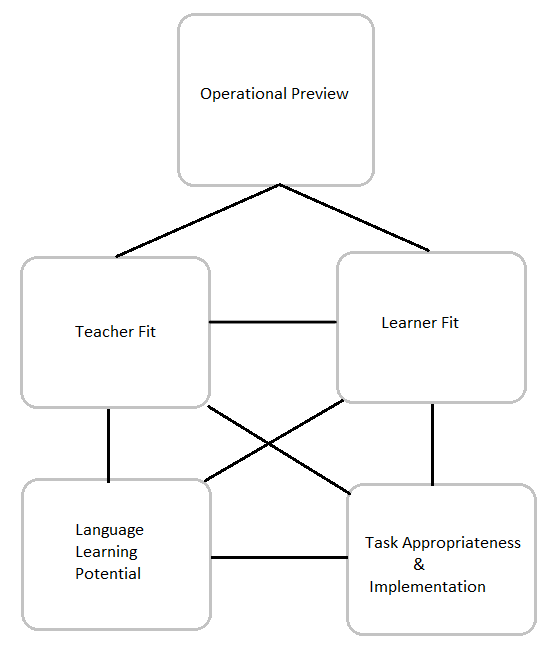 Operational Preview
Teacher Fit
Learner Fit
Language
Learning
Potential
Task Appropriateness
&
Implementation